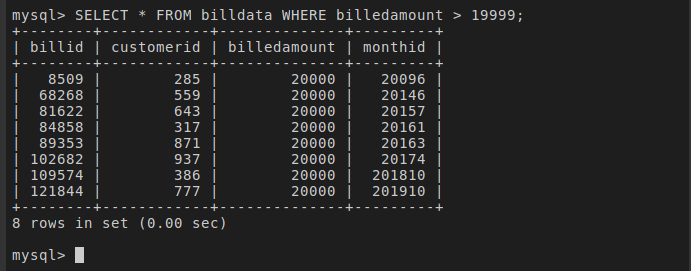 mysql> SELECT * FROM billdata WHERE billedamount > 19999;
+--------+------------+--------------+---------+
| billid | customerid | billedamount | monthid |
+--------+------------+--------------+---------+
|   8509 |        285 |        20000 |   20096 |
|  68268 |        559 |        20000 |   20146 |
|  81622 |        643 |        20000 |   20157 |
|  84858 |        317 |        20000 |   20161 |
|  89353 |        871 |        20000 |   20163 |
| 102682 |        937 |        20000 |   20174 |
| 109574 |        386 |        20000 |  201810 |
| 121844 |        777 |        20000 |  201910 |
+--------+------------+--------------+---------+
8 rows in set (0.00 sec)
mysql>